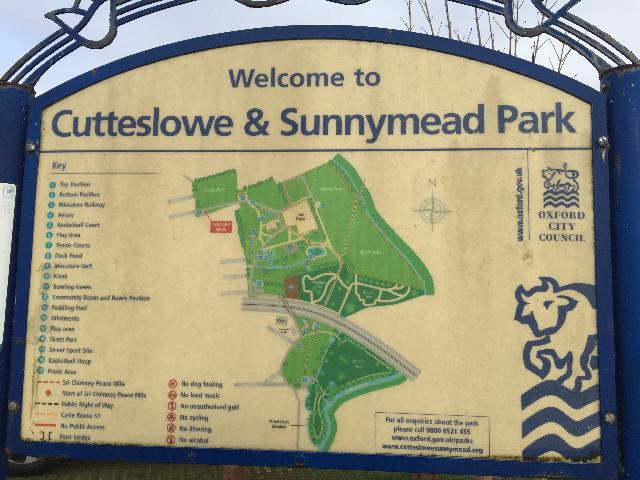 Welcome to
Cutteslowe & Sunnymead Park
Key
Top Pavilion
Bottom Pavilion
Miniature Railway
Aviary
Basketball Court
Play Area
Tennis Courts
Duck Pond
Miniature Golf
Kiosk
Bowling Green
Community Room and Bowls Pavilion
Paddling Pool
Allotments
Play area
Skate Park
Street Sport Site
Basketball Hoop
Picnic Area
Sri Chinmoy Peace Mile
Start of Sri Chinmoy Peace Mile
Public Right of Way
Cycle Route 51
No Public Access
Foot bridge
No dog fouling
No loud music
No unauthorised golf
No cycling
No littering
No alcohol
YOU ARE HERE
Sports Area
www.oxford.gov.uk
OXFORD
CITY
COUNCIL
For all enquiries about the park
please call 0800 0521 455
www.oxford.gov.uk/parks
www.cutteslowesunnymead.org